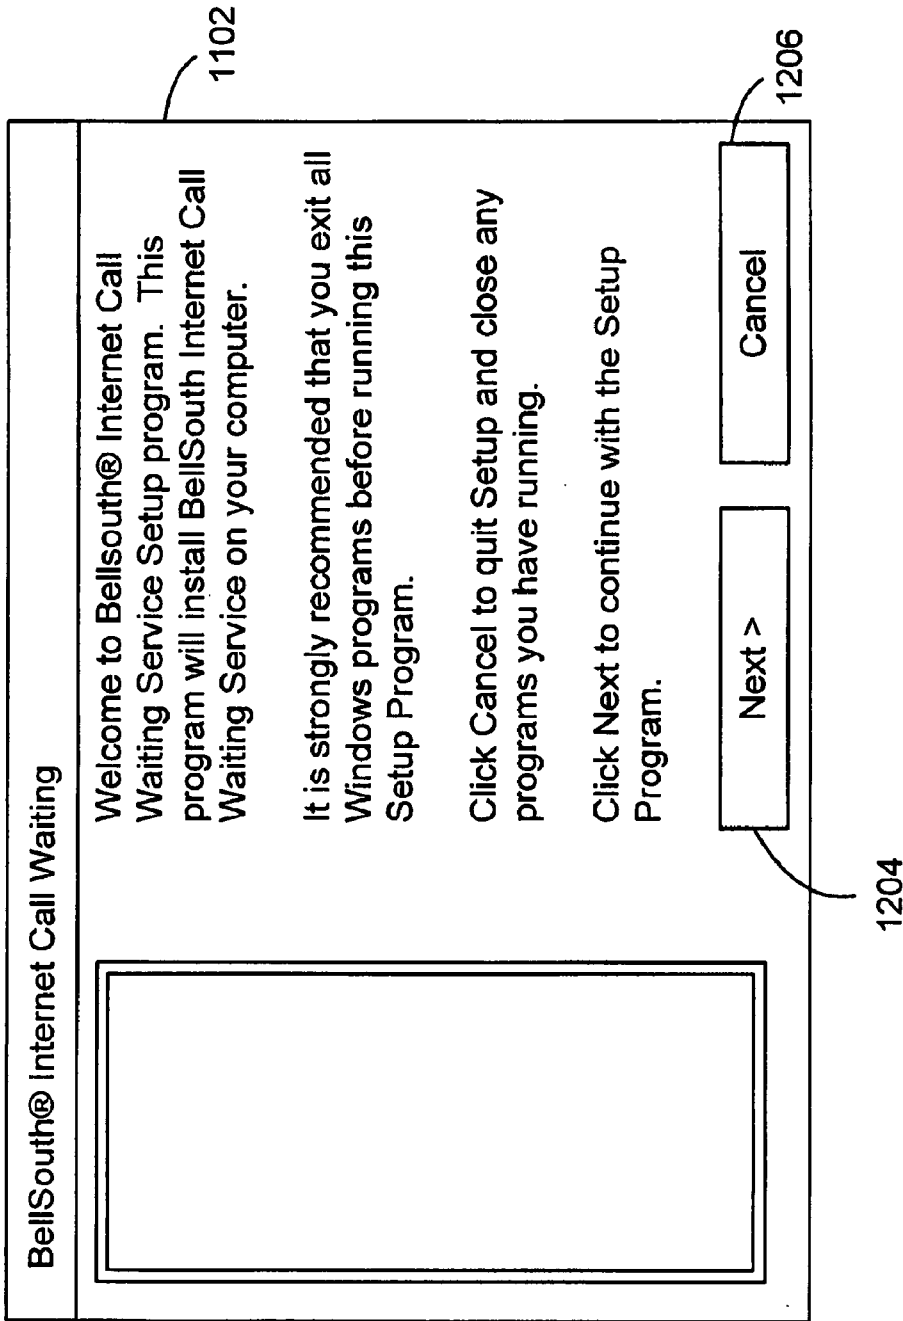 BellSouth® Internet Call Waiting
Welcome to Bellsouth® Internet Call
Waiting Service Setup program.  This
program will install BellSouth Internet Call
Waiting Service on your computer.
It is strongly recommended that you exit all
Windows programs before running this
Setup Program.
Click Cancel to quit Setup and close any
programs you have running.
Click Next to continue with the Setup
Program.
Next >
Cancel
1102
1204
1206